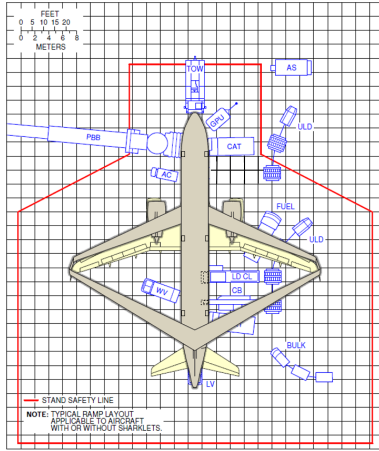 FEET
0 5 10 15 20
0 2 4 6 8
METERS
TOW
AS
GPU
ULD
PBB
CAT
AC
FUEL
ULD
LD CL
WV
CB
BULK
LV
STAND SAFETY LINE
NOTE: TYPICAL RAMP LAYOUT
APPLICABLE TO AIRCRAFT
WITH OR WITHOUT SHARKLETS.